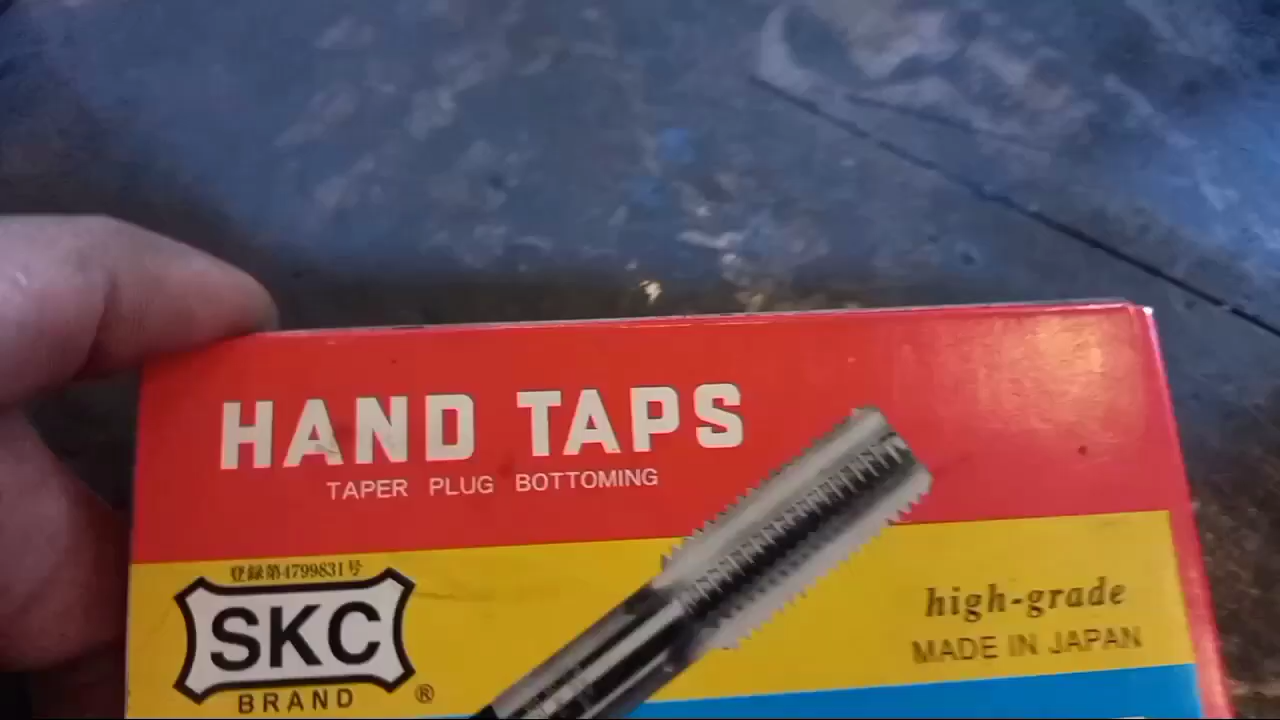 HAND TAPS
TAPER PLUG BOTTOMING
登録第4799831号
SKC
BRAND ®
high-grade
MADE IN JAPAN